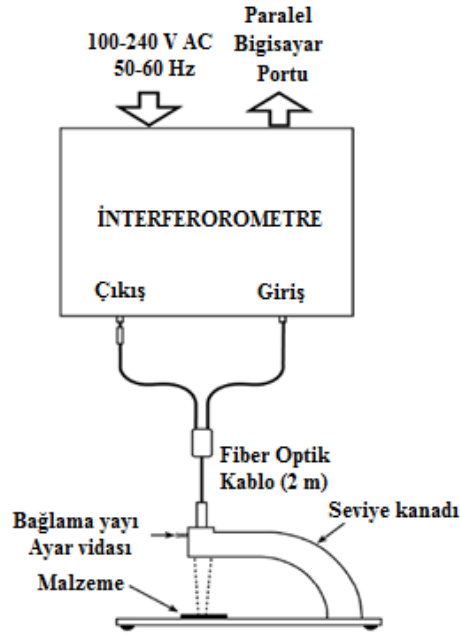 100-240 V AC
50-60 Hz
Paralel
Bigisayar
Portu
İNTERFEROROMETRE
Çıkış
Giriş
Fiber Optik
Kablo (2 m)
Seviye kanadı
Bağlama yayı
Ayar vidası
Malzeme